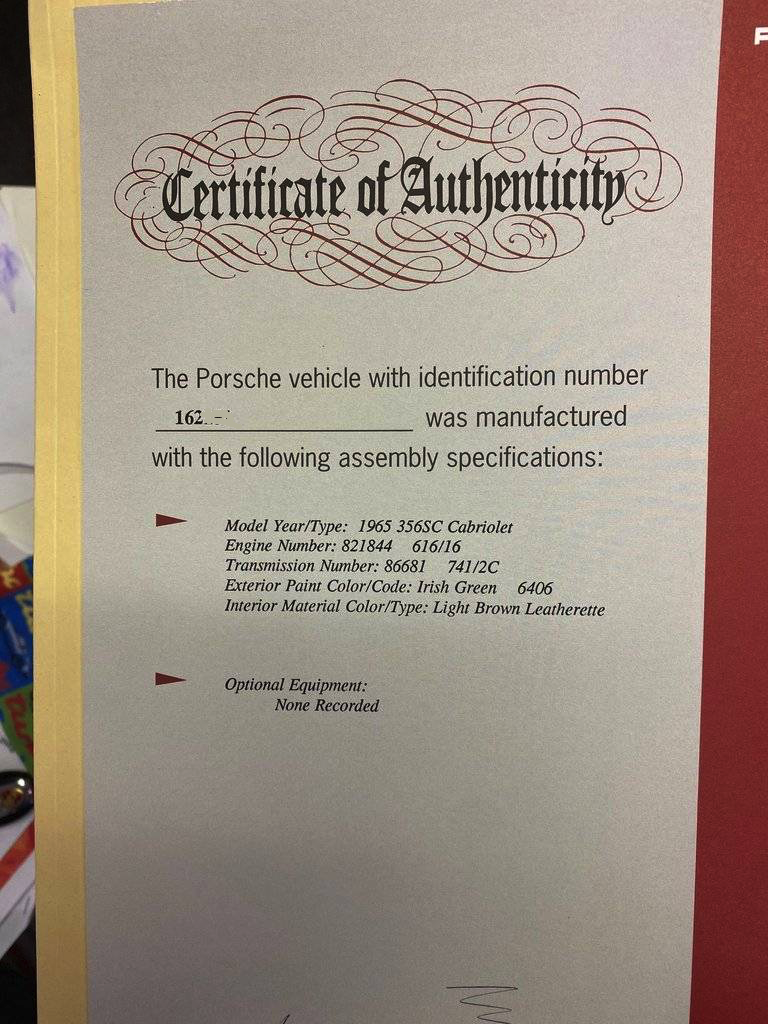 Certificate of Authenticity
The Porsche vehicle with identification number
162
was manufactured
with the following assembly specifications:
Model Year/Type: 1965 356SC Cabriolet
Engine Number: 821844 616/16
Transmission Number: 86681 741/2C
Exterior Paint Color/Code: Irish Green 6406
Interior Material Color/Type: Light Brown Leatherette
Optional Equipment:
None Recorded